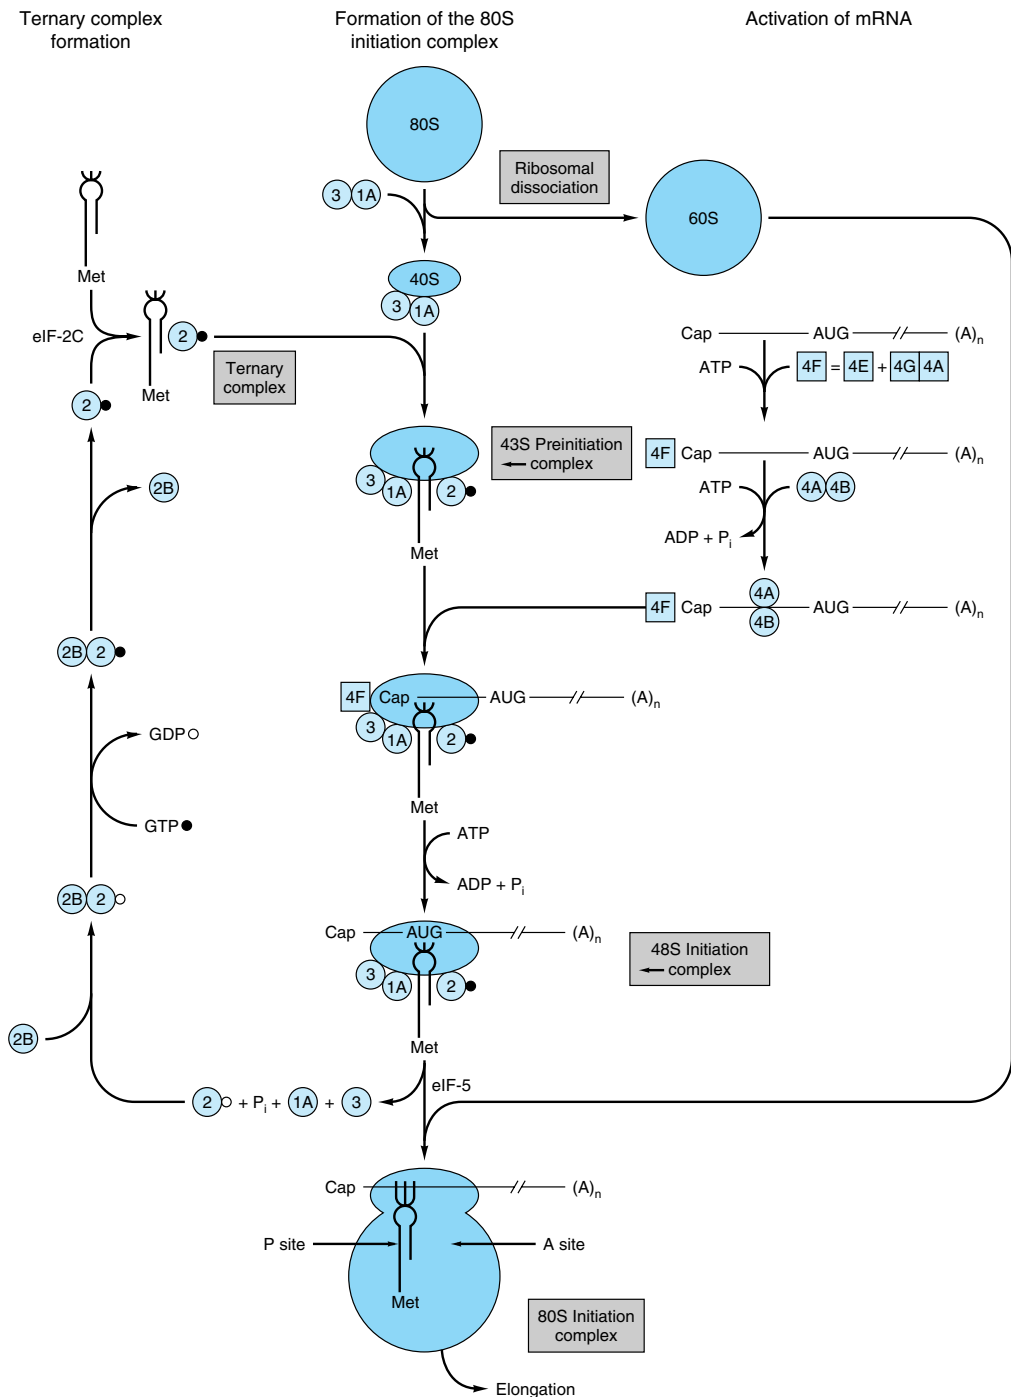 Ternary complex
formation
Formation of the 80S
initiation complex
Activation of mRNA
80S
Ribosomal
dissociation
3 1A
60S
40S
3 1A
Met
eIF-2C
2
Met
Ternary
complex
2
Cap AUG (A)n
ATP 4F = 4E + 4G 4A
43S Preinitiation
complex
3 1A 2
Met
4F Cap AUG (A)n
ATP 4A 4B
ADP + Pi
2B
4A
4F Cap AUG (A)n
4B
2B 2
4F Cap AUG (A)n
3 1A 2
Met
GDP
GTP
ATP
ADP + Pi
2B 2
Cap AUG (A)n
3 1A 2
Met
48S Initiation
complex
2B
eIF-5
2 + Pi + 1A + 3
Cap (A)n
P site
A site
Met
80S Initiation
complex
Elongation